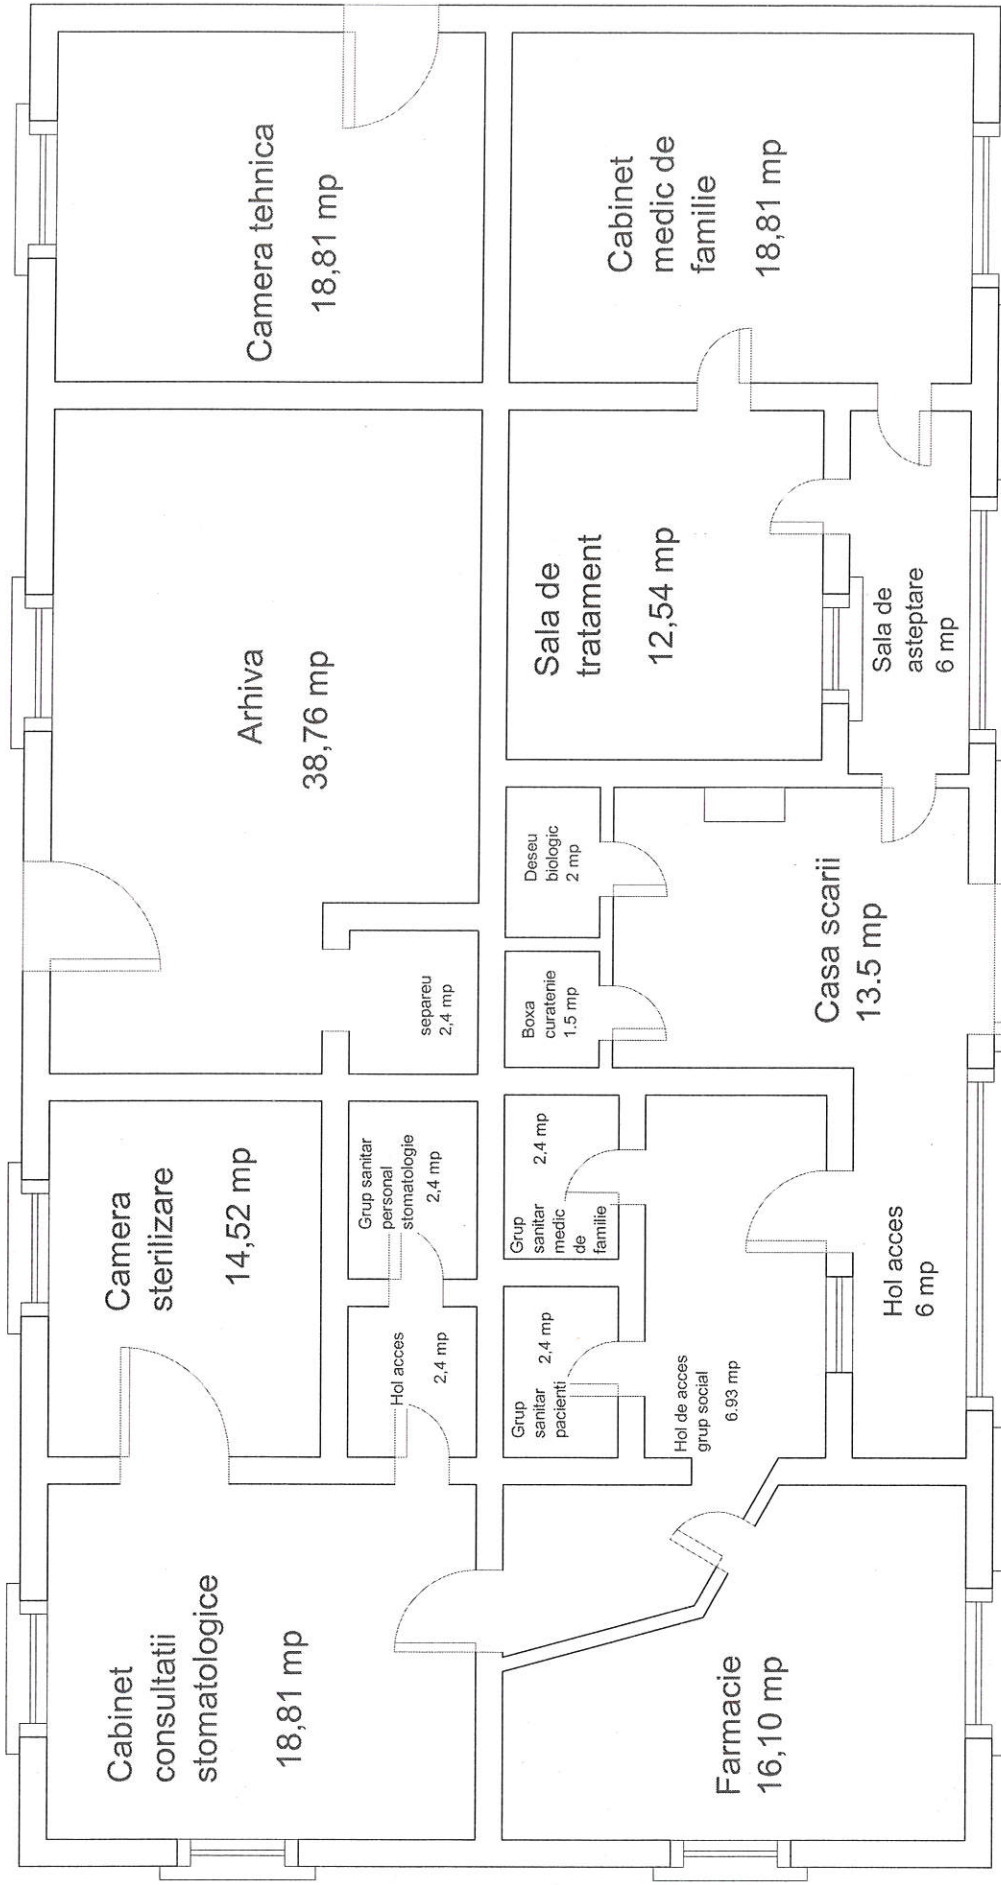 Cabinet
consultatii
stomatologice
18,81 mp
Camera
sterilizare
14,52 mp
Arhiva
38,76 mp
Camera tehnica
18,81 mp
Hol acces
2,4 mp
Grup sanitar
personal
stomatologie
2,4 mp
separeu
2,4 mp
Grup
sanitar
pacienti
2,4 mp
Grup
sanitar
medic
de
familie
2,4 mp
Boxa
curatenie
1.5 mp
Deseu
biologic
2 mp
Sala de
tratament
12,54 mp
Cabinet
medic de
familie
18,81 mp
Farmacie
16,10 mp
Hol de acces
grup social
6.93 mp
Hol acces
6 mp
Casa scarii
13.5 mp
Sala de
asteptare
6 mp